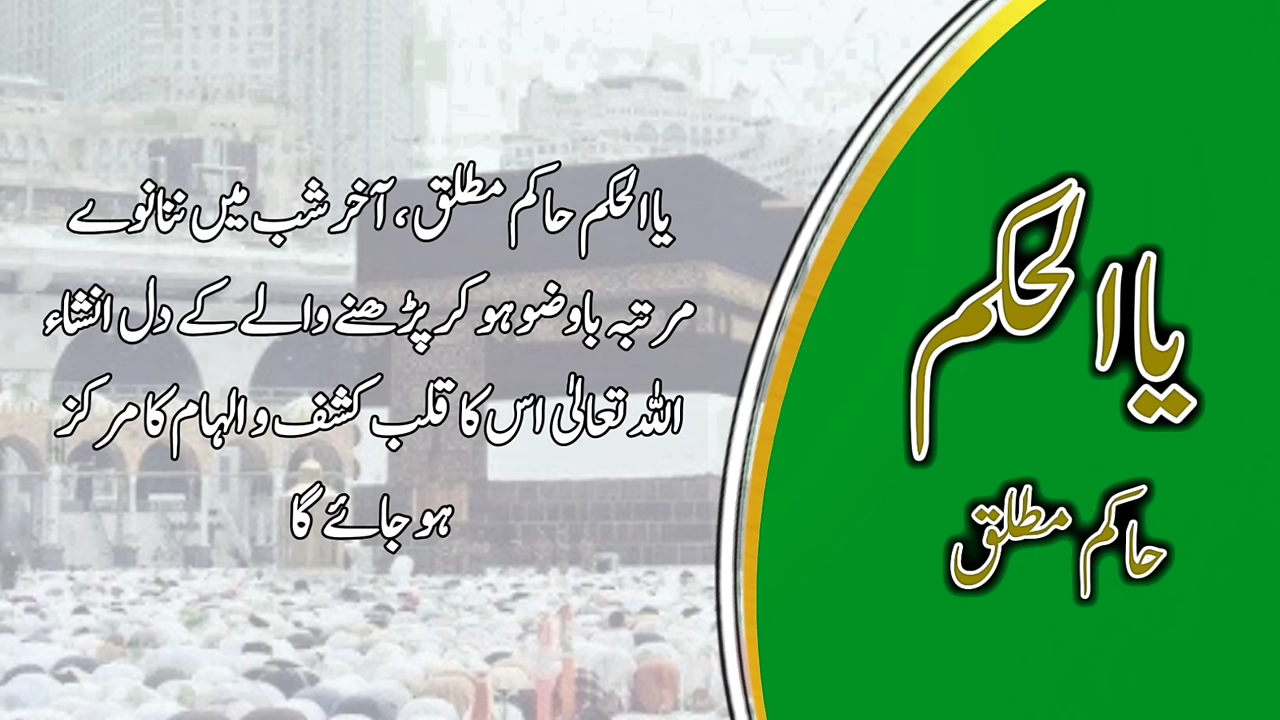 یاالحکم حاکم مطلق، آخر شب میں ننانوے
مرتبہ باوضو ہو کر پڑھنے والے کے دل انشاء
اللہ تعالیٰ اس کا قلب کشف و الہام کا مرکز
ہو جائے گا
یاالحکم
حاکم مطلق